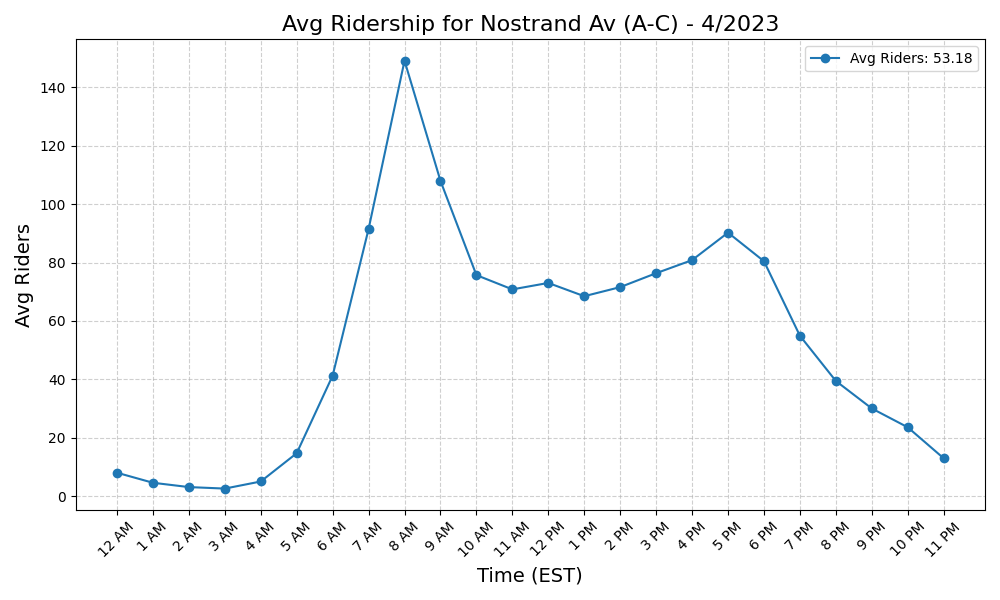 Avg Ridership for Nostrand Av (A-C) - 4/2023
Avg Riders: 53.18
Avg Riders
140
120
100
80
60
40
20
0
12 AM
1 AM
2 AM
3 AM
4 AM
5 AM
6 AM
7 AM
8 AM
9 AM
10 AM
11 AM
12 PM
1 PM
2 PM
3 PM
4 PM
5 PM
6 PM
7 PM
8 PM
9 PM
10 PM
11 PM
Time (EST)